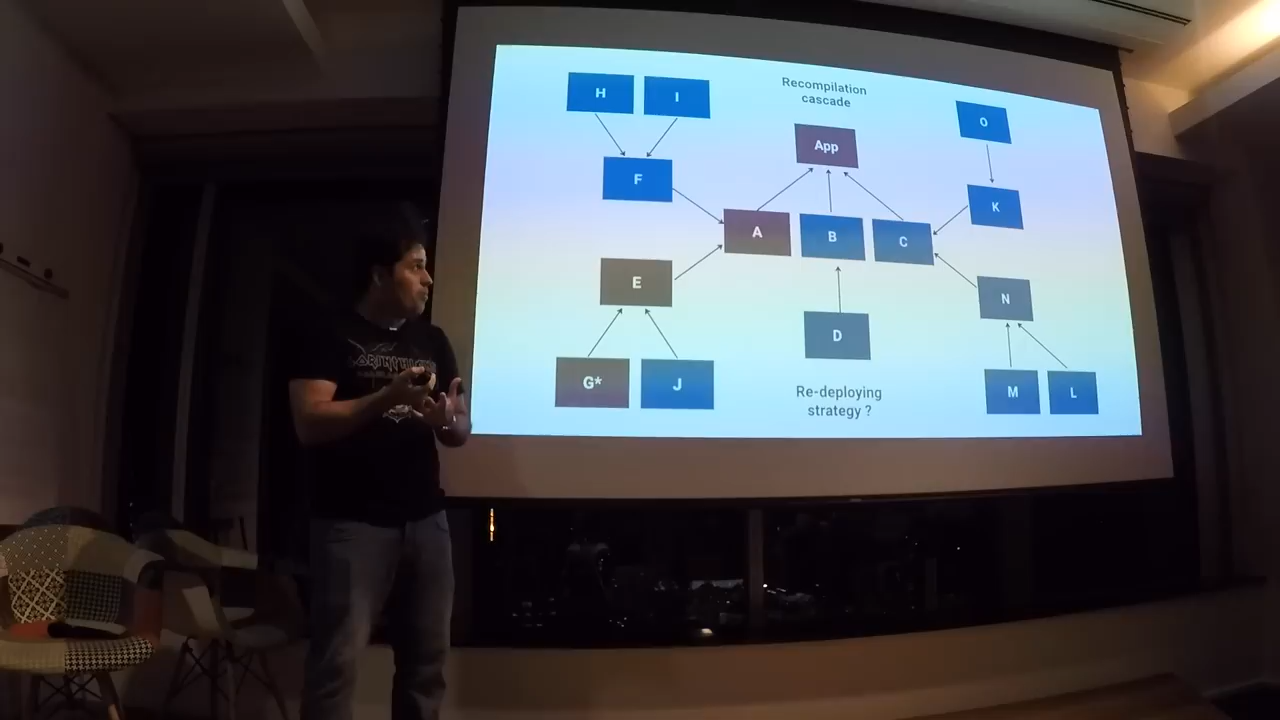 Recompilation
cascade
H
I
O
App
F
K
A
B
C
E
N
D
G*
J
M
L
Re-deploying
strategy ?